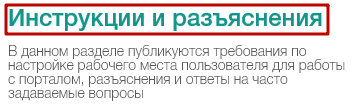 Инструкции и разъяснения
В данном разделе публикуются требования по
настройке рабочего места пользователя для работы
с порталом, разъяснения и ответы на часто
задаваемые вопросы